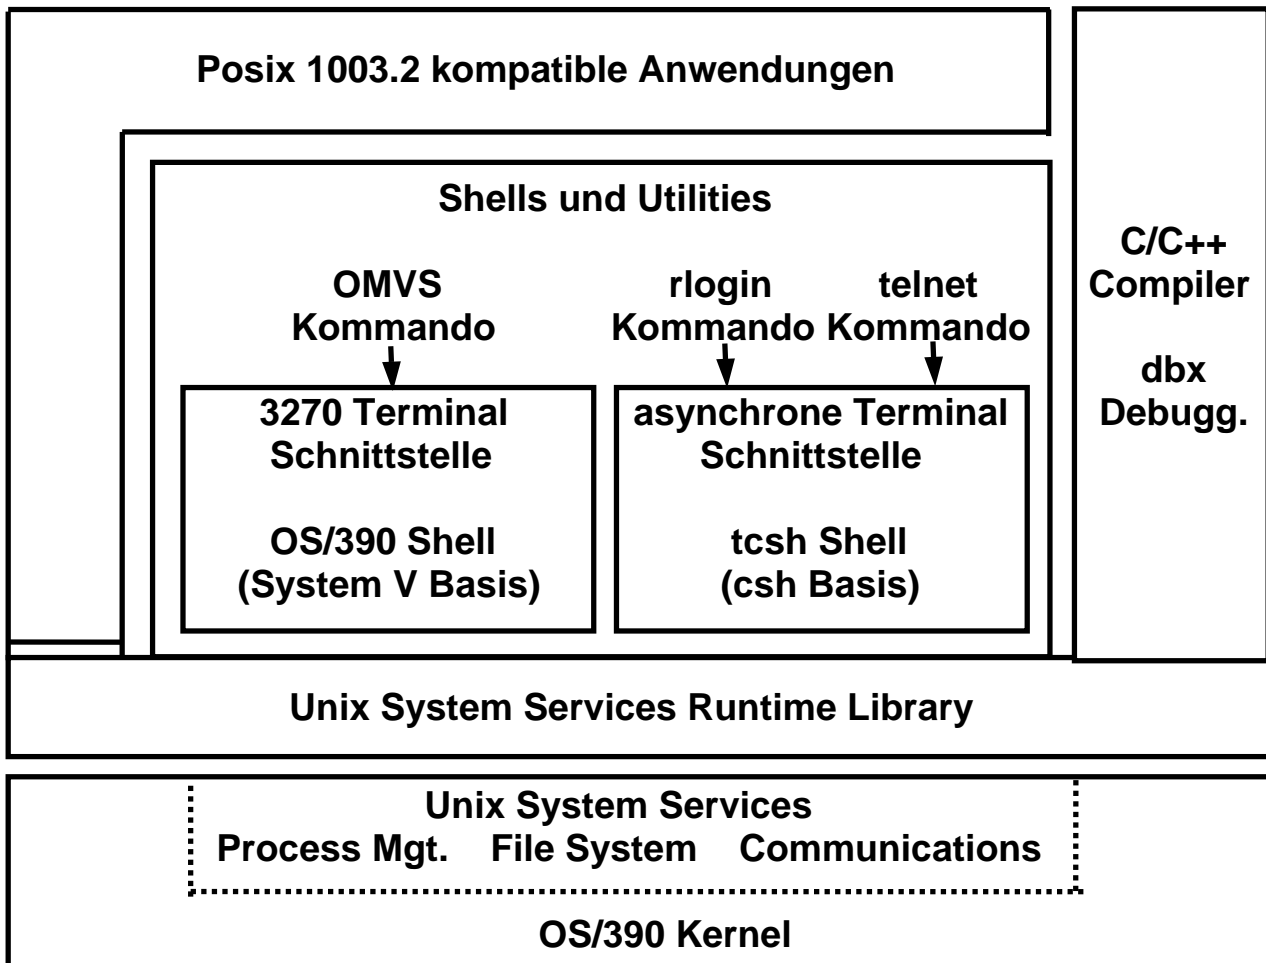 Posix 1003.2 kompatible Anwendungen
Shells und Utilities
OMVS
Kommando
rlogin
Kommando
telnet
Kommando
3270 Terminal
Schnittstelle
OS/390 Shell
(System V Basis)
asynchrone Terminal
Schnittstelle
tcsh Shell
(csh Basis)
C/C++
Compiler
dbx
Debugg.
Unix System Services Runtime Library
Unix System Services
Process Mgt. File System Communications
OS/390 Kernel